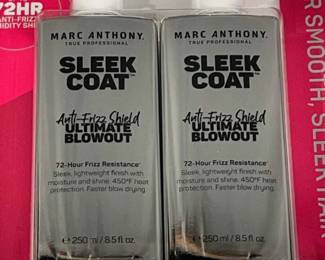 72HR
ANTI-FRIZZ
MARC ANTHONY.
TRUE PROFESSIONAL
SLEEK
COAT™
Anti-Frizz Shield
ULTIMATE
BLOWOUT
72-Hour Frizz Resistance*
Sleek, lightweight finish with
moisture and shine. 450°F heat
protection. Faster blow drying.
e 250 ml / 8.5 fl. oz.
MARC ANTHONY.
TRUE PROFESSIONAL
SLEEK
COAT™
Anti-Frizz Shield
ULTIMATE
BLOWOUT
72-Hour Frizz Resistance*
Sleek, lightweight finish with
moisture and shine. 450°F heat
protection. Faster blow drying.
e 250 ml / 8.5 fl. oz.
R SMOOTH, SLEEK HAI